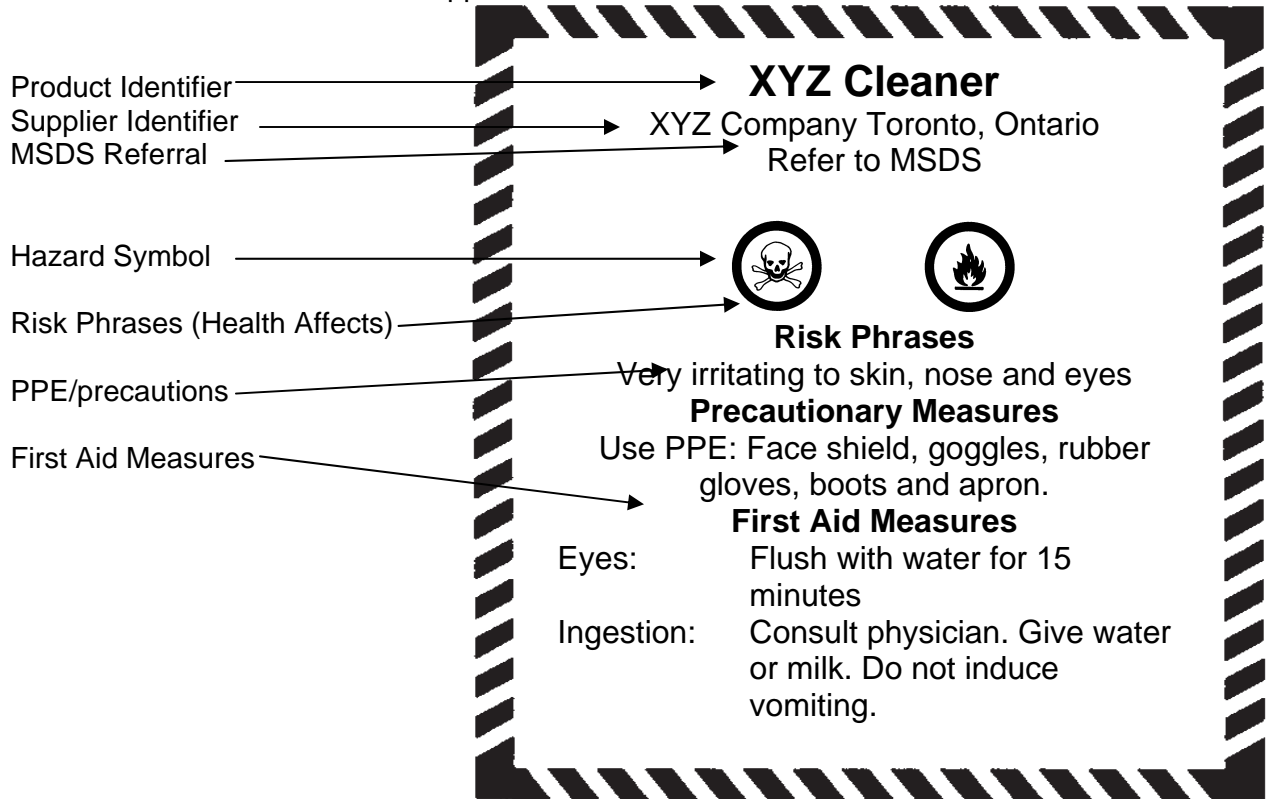 Product Identifier
Supplier Identifier
MSDS Referral
Hazard Symbol
Risk Phrases (Health Affects)
PPE/precautions
First Aid Measures
XYZ Cleaner
XYZ Company Toronto, Ontario
Refer to MSDS
Risk Phrases
Very irritating to skin, nose and eyes
Precautionary Measures
Use PPE: Face shield, goggles, rubber
gloves, boots and apron.
First Aid Measures
Eyes: Flush with water for 15
minutes
Ingestion: Consult physician. Give water
or milk. Do not induce
vomiting.